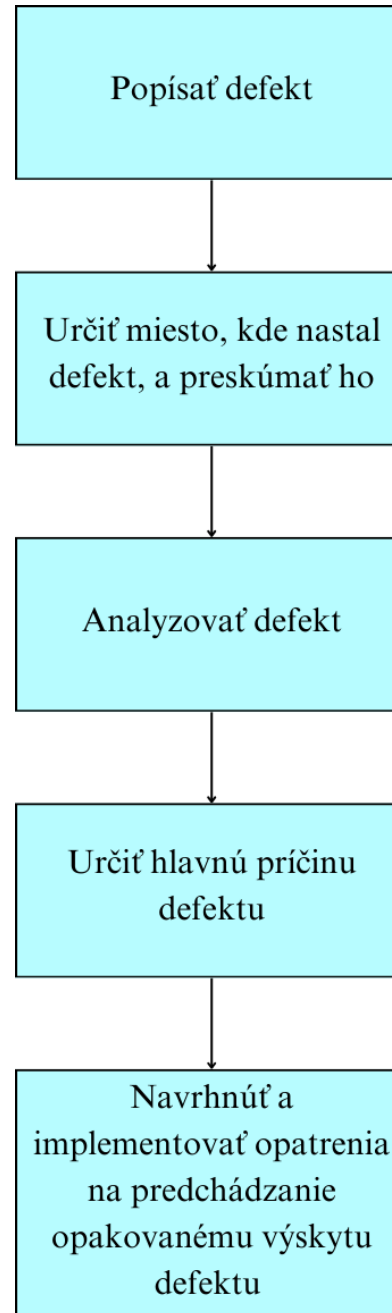 Popísať defekt
Určiť miesto, kde nastal
defekt, a preskúmať ho
Analyzovať defekt
Určiť hlavnú príčinu
defektu
Navrhnúť a
implementovať opatrenia
na predchádzanie
opakovanému výskytu
defektu